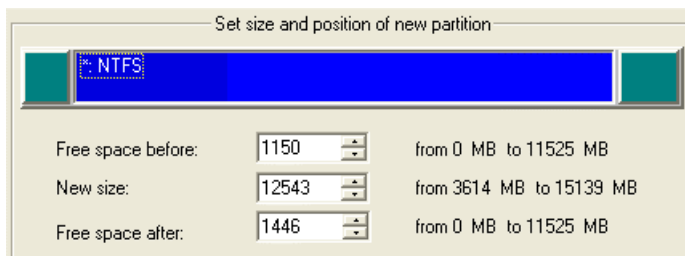 Set size and position of new partition
*: NTFS
Free space before: 1150 from 0 MB to 11525 MB
New size: 12543 from 3614 MB to 15139 MB
Free space after: 1446 from 0 MB to 11525 MB